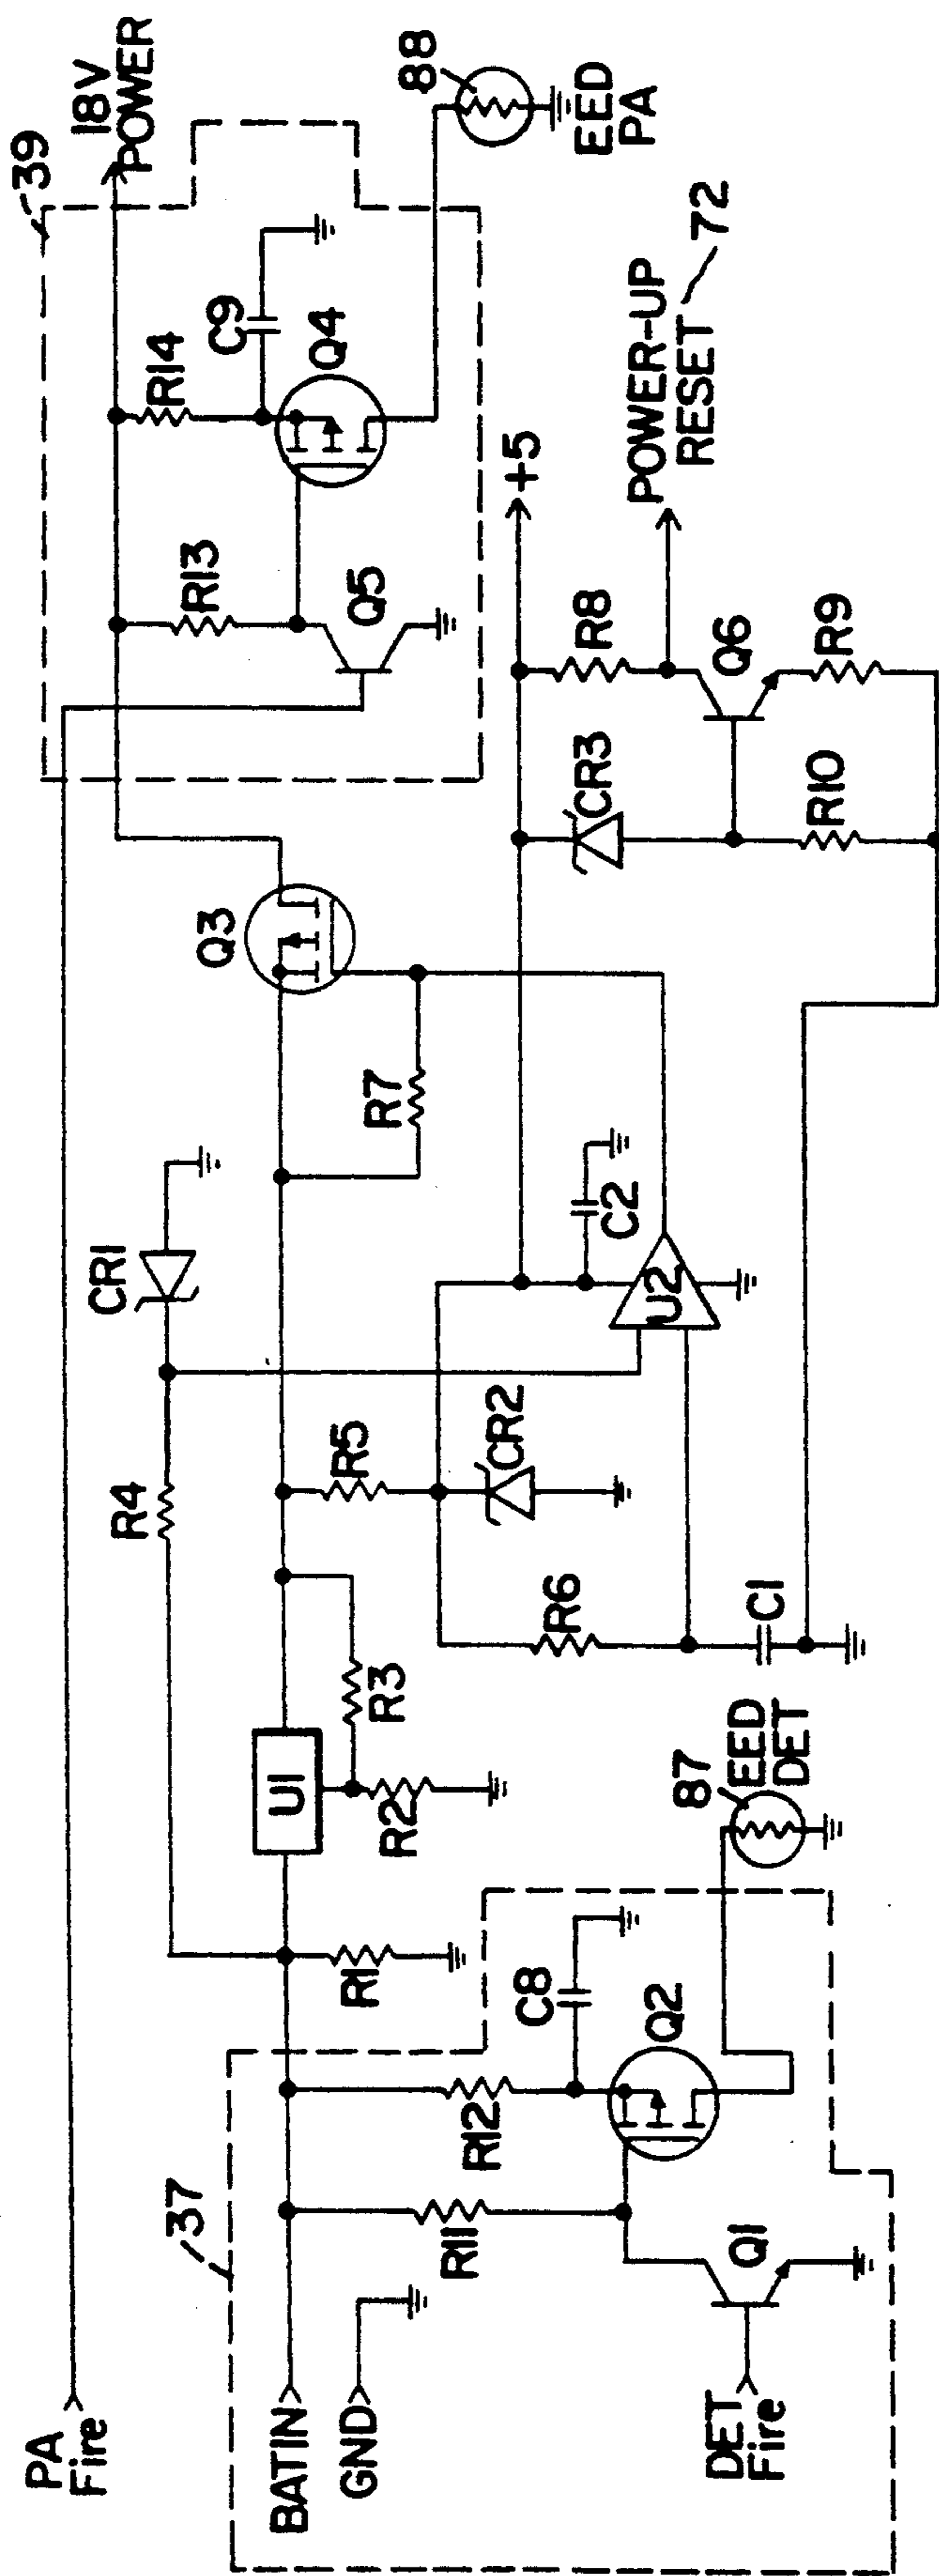 PA
Fire
BATIN
GND
37
R11
R12
C8
Q2
Q1
DET
Fire
R1
87
EED
DET
R4
U1
R2
R3
R5
R6
CR2
C1
CR1
R7
U2
C2
Q3
39
18V
POWER
R13
R14
C9
Q4
Q5
88
EED
PA
+5
CR3
R8
POWER-UP
RESET
72
Q6
R10
R9